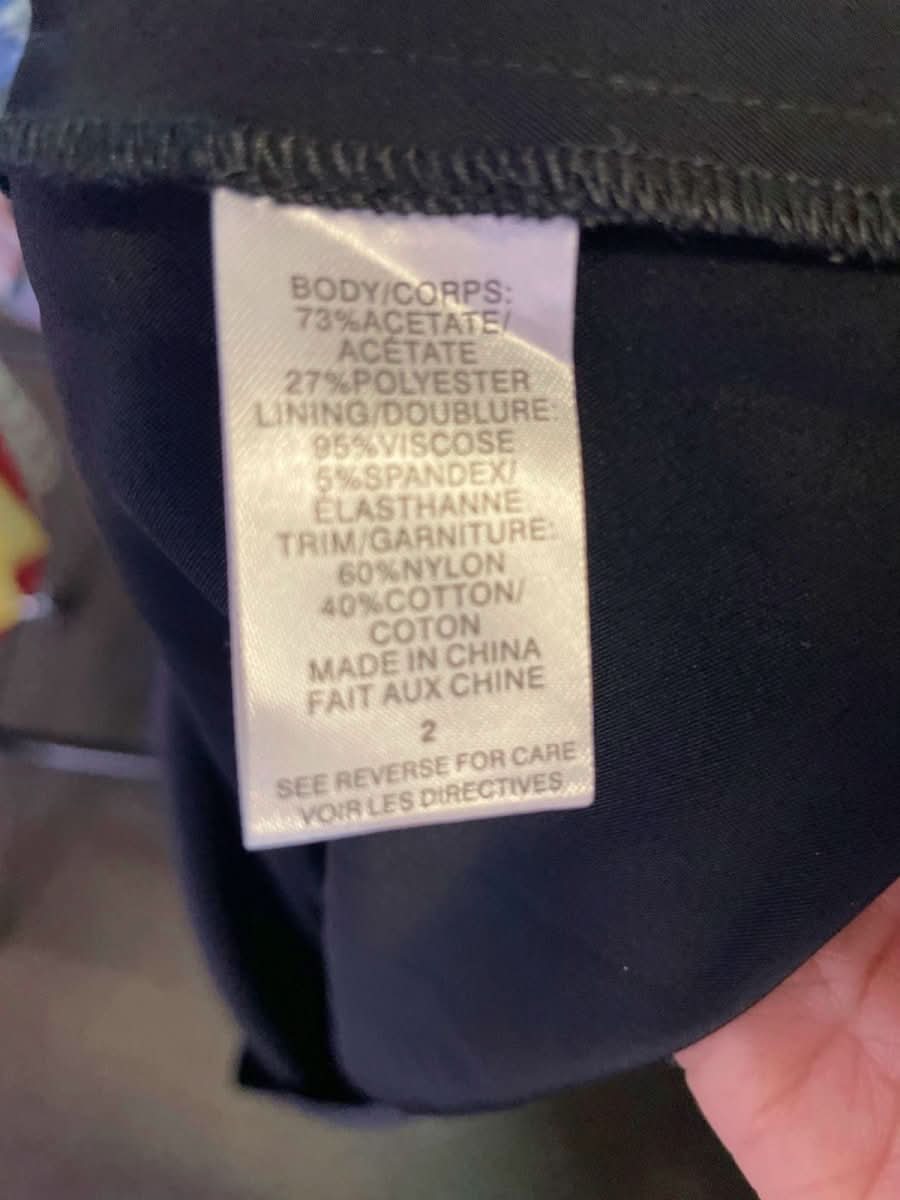 BODY/CORPS:
73%ACETATE/
ACÉTATE
27%POLYESTER
LINING/DOUBLURE:
95%VISCOSE
5%SPANDEX/
ÉLASTHANNE
TRIM/GARNITURE:
60%NYLON
40%COTTON/
COTON
MADE IN CHINA
FAIT AUX CHINE
2
SEE REVERSE FOR CARE
VOIR LES DIRECTIVES